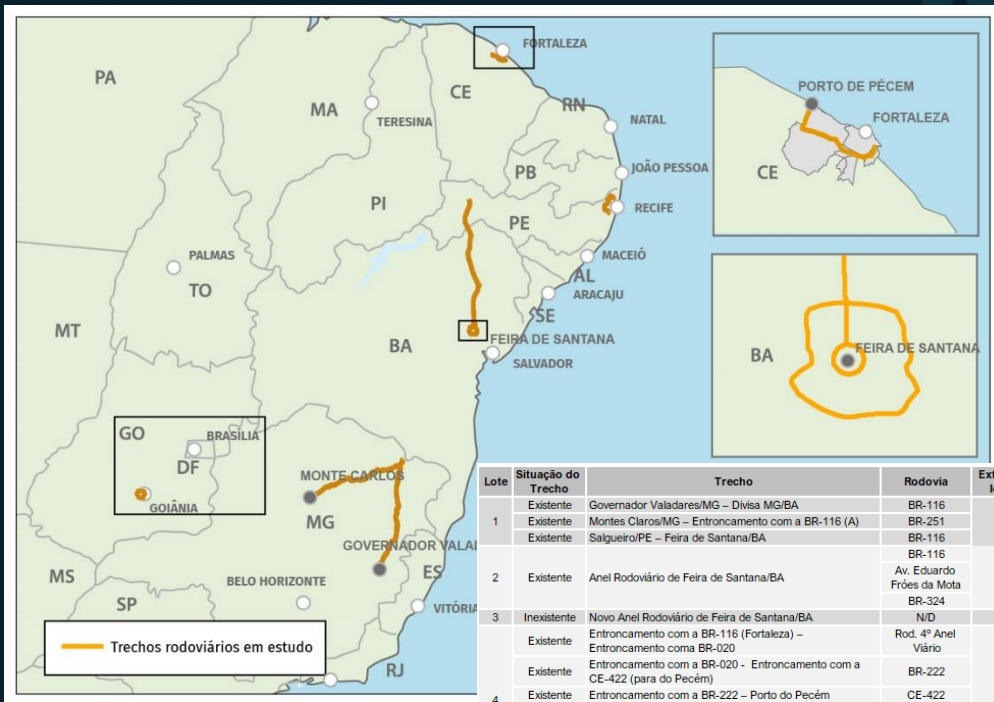 FORTALEZA
PA
MA
CE
TERESINA
RN
NATAL
PB
JOÃO PESSOA
PI
PE
RECIFE
PALMAS
TO
MACEIÓ
AL
ARACAJU
SE
MT
BA
FEIRA DE SANTANA
SALVADOR
GO
BRASÍLIA
DF
GOIÂNIA
MONTE CARLOS
MG
GOVERNADOR VALAD
MS
BELO HORIZONTE
ES
VITÓRIA
SP
RJ
Trechos rodoviários em estudo
PORTO DE PÉCEM
FORTALEZA
CE
BA
FEIRA DE SANTANA
Lote Situação do Trecho Trecho Rodovia
1
Existente Governador Valadares/MG – Divisa MG/BA BR-116
Existente Montes Claros/MG – Entroncamento com a BR-116 (A) BR-251
Existente Salgueiro/PE – Feira de Santana/BA BR-116
2 Existente Anel Rodoviário de Feira de Santana/BA
BR-116
Av. Eduardo
Fróes da Mota
BR-324
3 Inexistente Novo Anel Rodoviário de Feira de Santana/BA N/D
4
Existente Entroncamento com a BR-116 (Fortaleza) –
Entroncamento coma BR-020
Rod. 4º Anel
Viário
Existente Entroncamento com a BR-020 - Entroncamento com a
CE-422 (para do Pecém)
BR-222
Existente Entroncamento com a BR-222 – Porto do Pecém CE-422